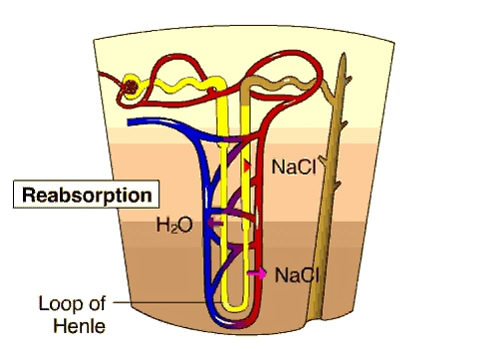 NaCl
Reabsorption
H₂O
NaCl
Loop of
Henle